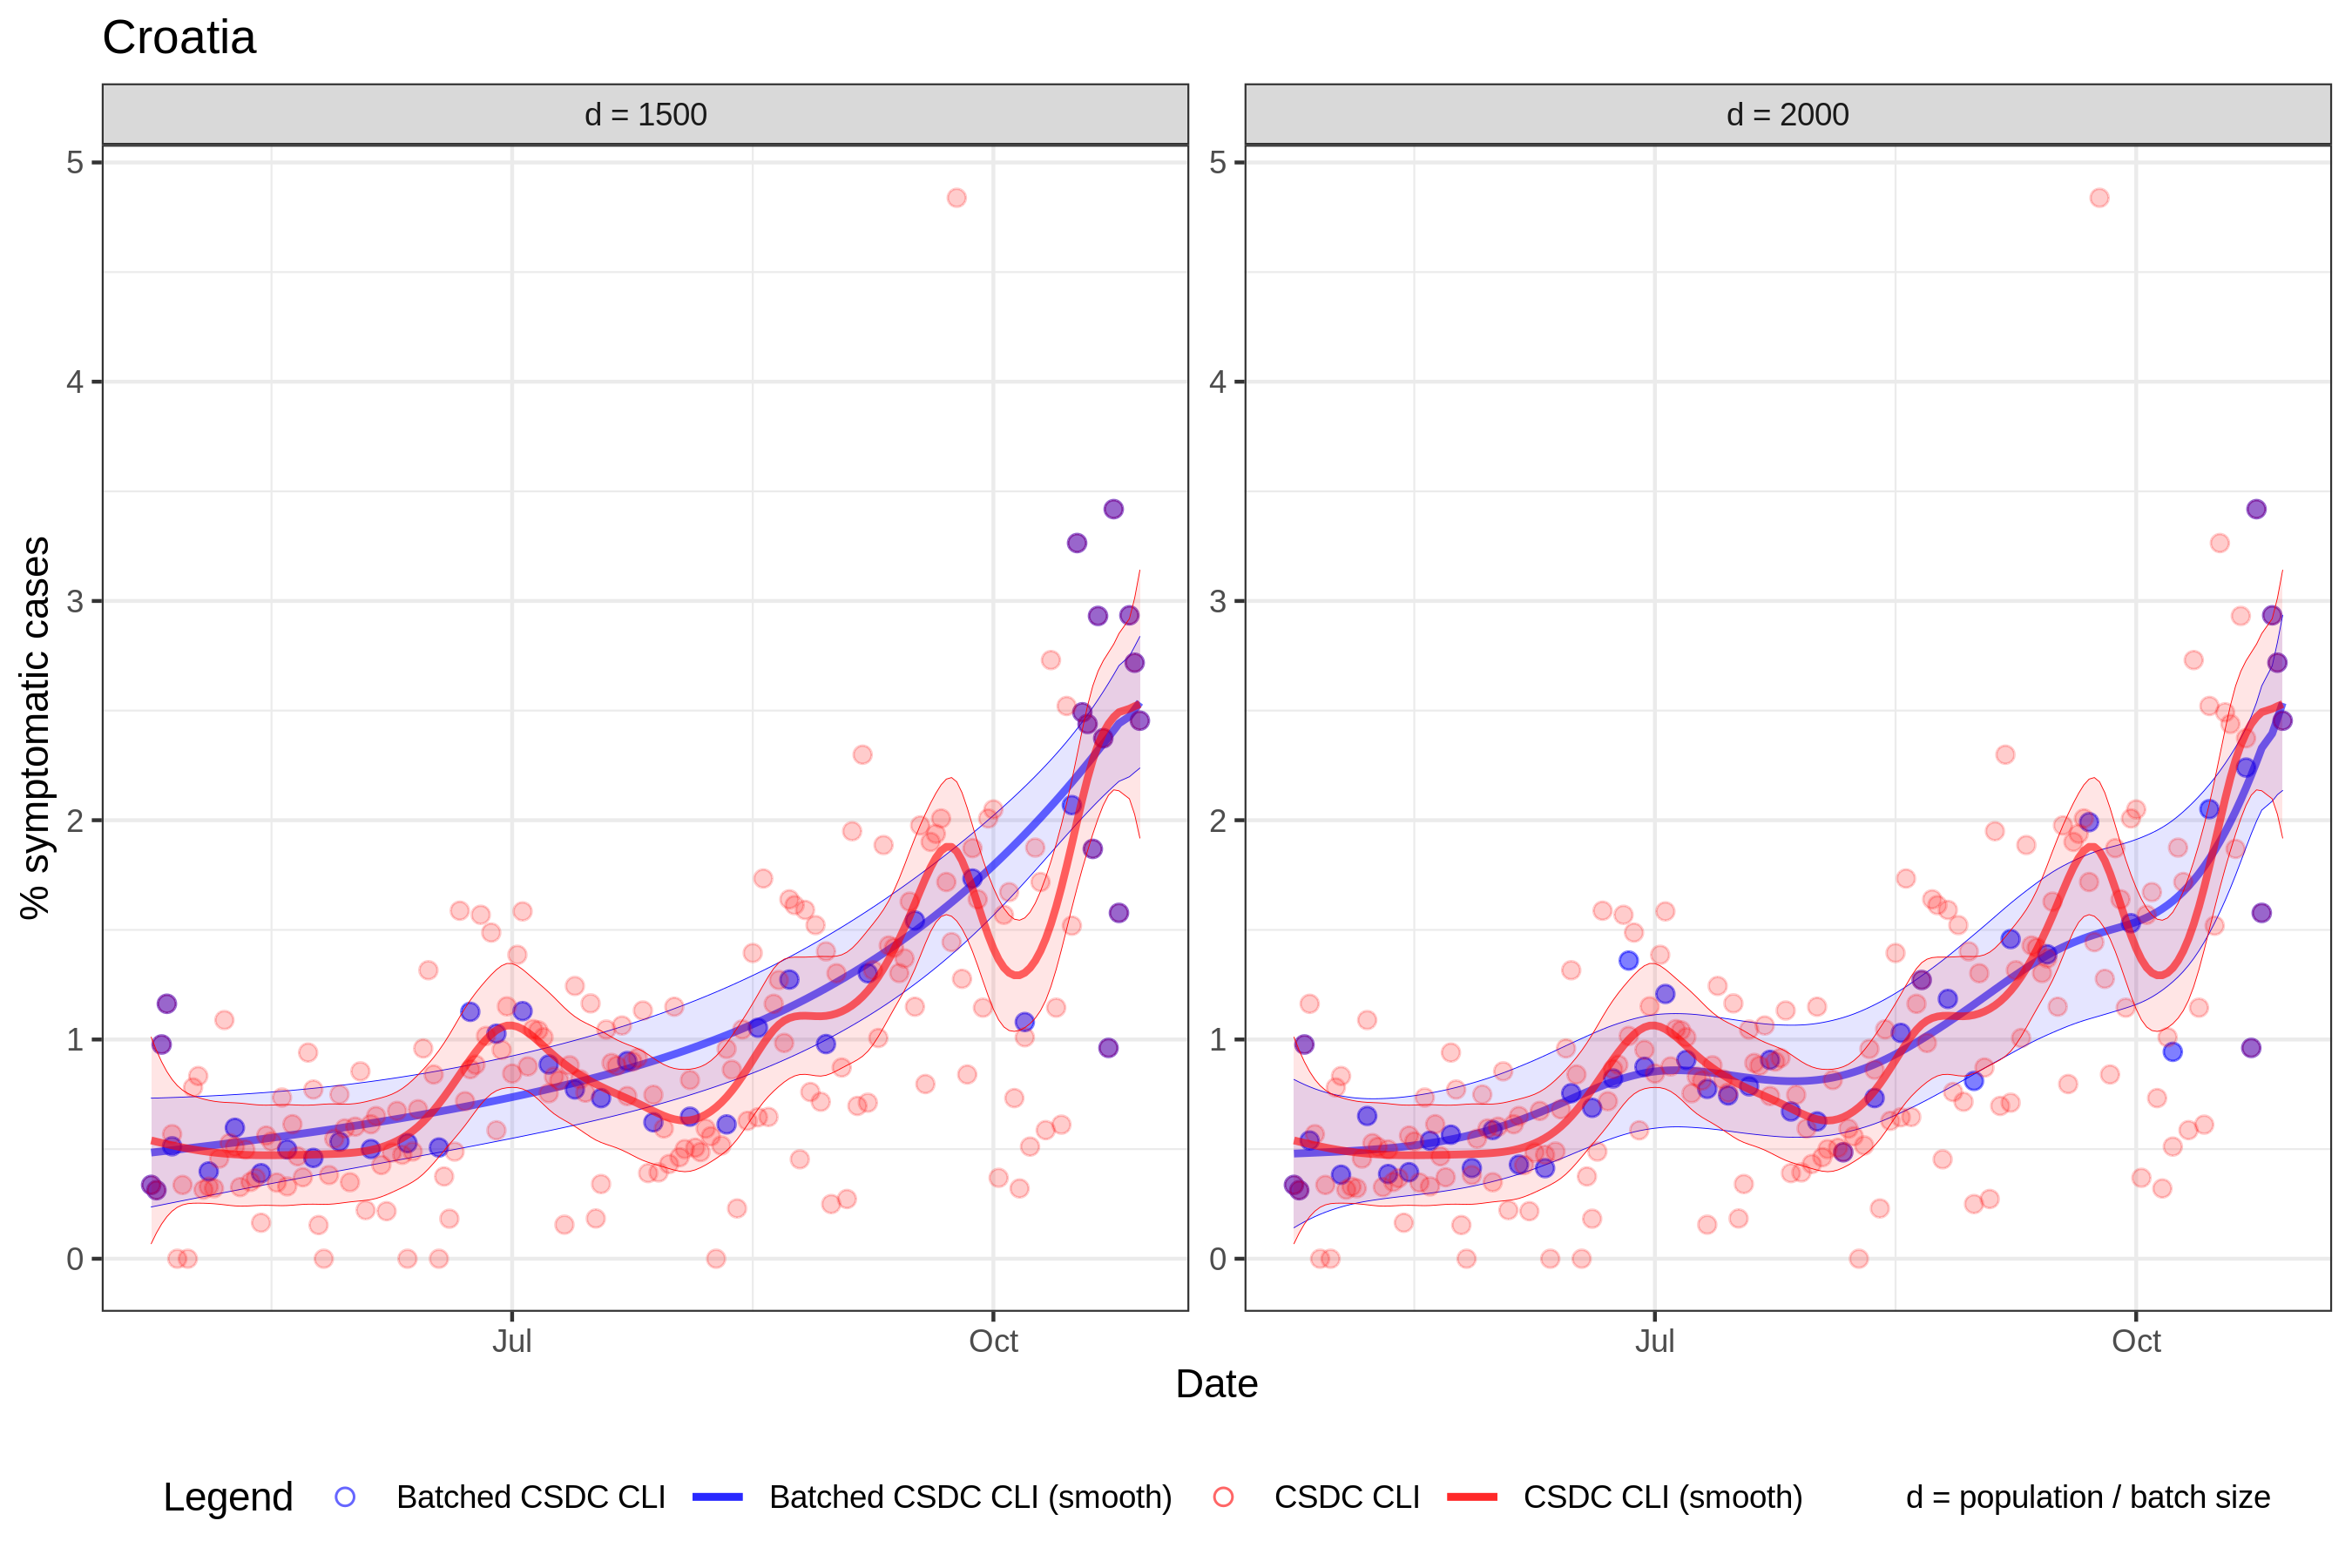 Croatia
d = 1500
d = 2000
% symptomatic cases
5
4
3
2
1
0
5
4
3
2
1
0
Jul
Oct
Jul
Oct
Date
Legend Batched CSDC CLI Batched CSDC CLI (smooth) CSDC CLI CSDC CLI (smooth) d = population / batch size